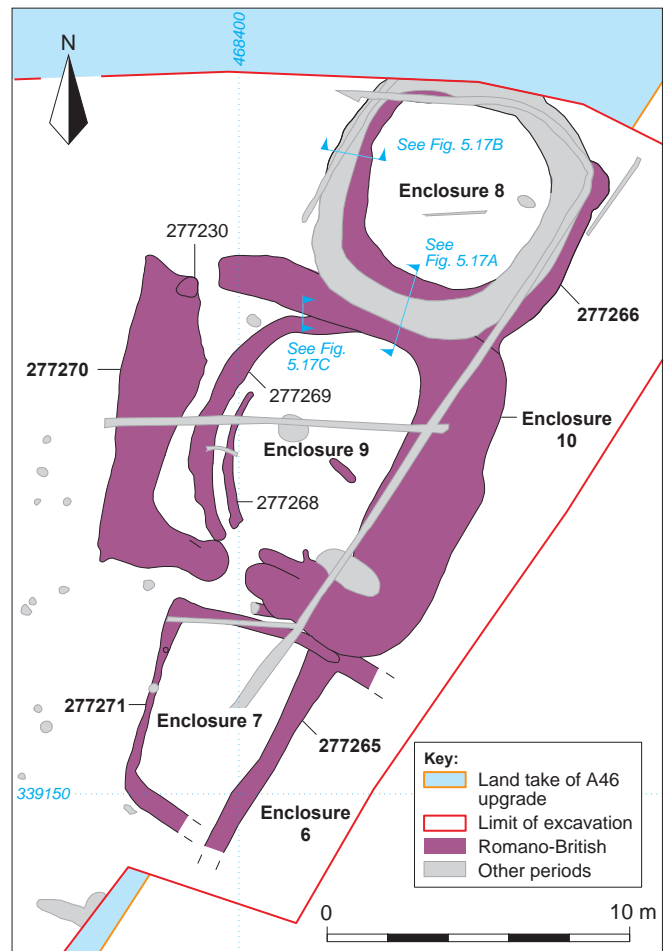 N
468400
See Fig. 5.17B
Enclosure 8
277230
See
Fig. 5.17A
277266
277270
See Fig.
5.17C
277269
Enclosure
10
Enclosure 9
277268
277271
Enclosure 7
277265
339150
Enclosure
6
Key:
Land take of A46
upgrade
Limit of excavation
Romano-British
Other periods
0
10 m